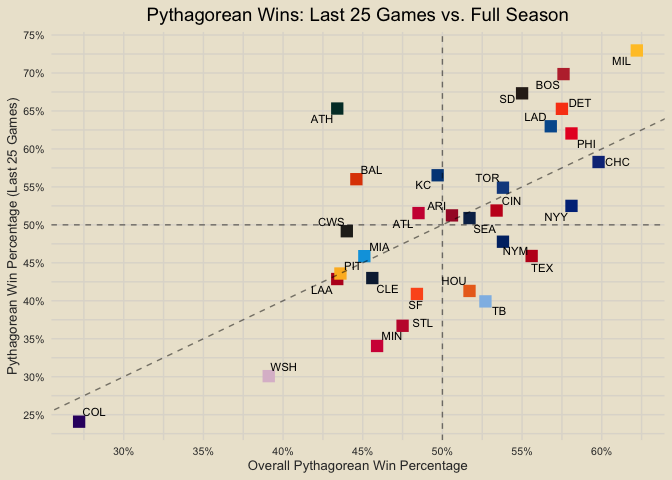 Pythagorean Wins: Last 25 Games vs. Full Season
75%
MIL
70%
BOS
SD
DET
65%
ATH
LAD
PHI
60%
CHC
BAL
KC
TOR
55%
ARI
CIN
NYY
CWS
ATL
50%
SEA
MIA
NYM
45%
PIT
TEX
LAA
CLE
HOU
40%
SF
TB
STL
35%
MIN
WSH
30%
COL
25%
30%
35%
40%
45%
50%
55%
60%
Overall Pythagorean Win Percentage
Pythagorean Win Percentage (Last 25 Games)